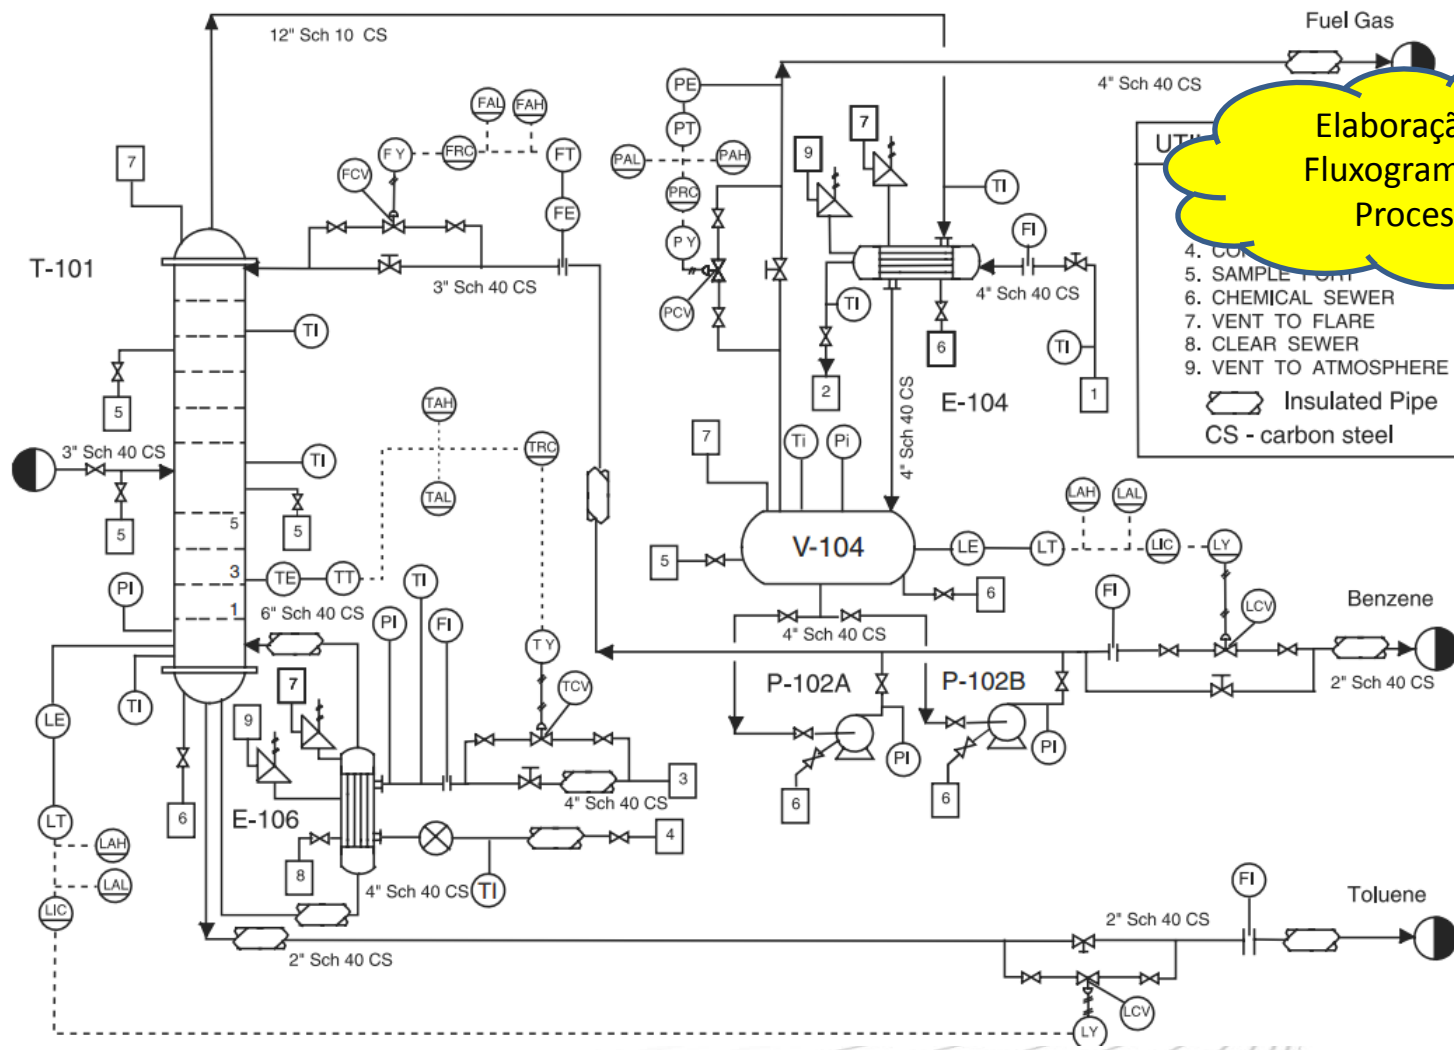 12" Sch 10 CS
Fuel Gas
4" Sch 40 CS
Elaboraçã
Fluxogram
Proces
UTI
4. CO
5. SAMPLE PORT
6. CHEMICAL SEWER
7. VENT TO FLARE
8. CLEAR SEWER
9. VENT TO ATMOSPHERE
Insulated Pipe
CS - carbon steel
FAL
FAH
FY
FRC
FT
FCV
FE
7
T-101
3" Sch 40 CS
PE
PT
PAL
PAH
PRC
PY
PCV
9
7
TI
FI
4" Sch 40 CS
TI
6
TI
2
1
E-104
4" Sch 40 CS
TI
5
3" Sch 40 CS
TI
5
5
5
3
1
TAH
TRC
TAL
TE
TT
6" Sch 40 CS
PI
TI
PI
FI
TY
TCV
7
Ti
Pi
V-104
5
LE
LT
LAH
LAL
LIC
LY
6
4" Sch 40 CS
FI
LCV
Benzene
2" Sch 40 CS
P-102A
P-102B
PI
PI
6
6
LE
TI
7
9
6
E-106
8
3
4" Sch 40 CS
4
4" Sch 40 CS
TI
LT
LAH
LAL
LIC
2" Sch 40 CS
2" Sch 40 CS
FI
Toluene
LCV
LY